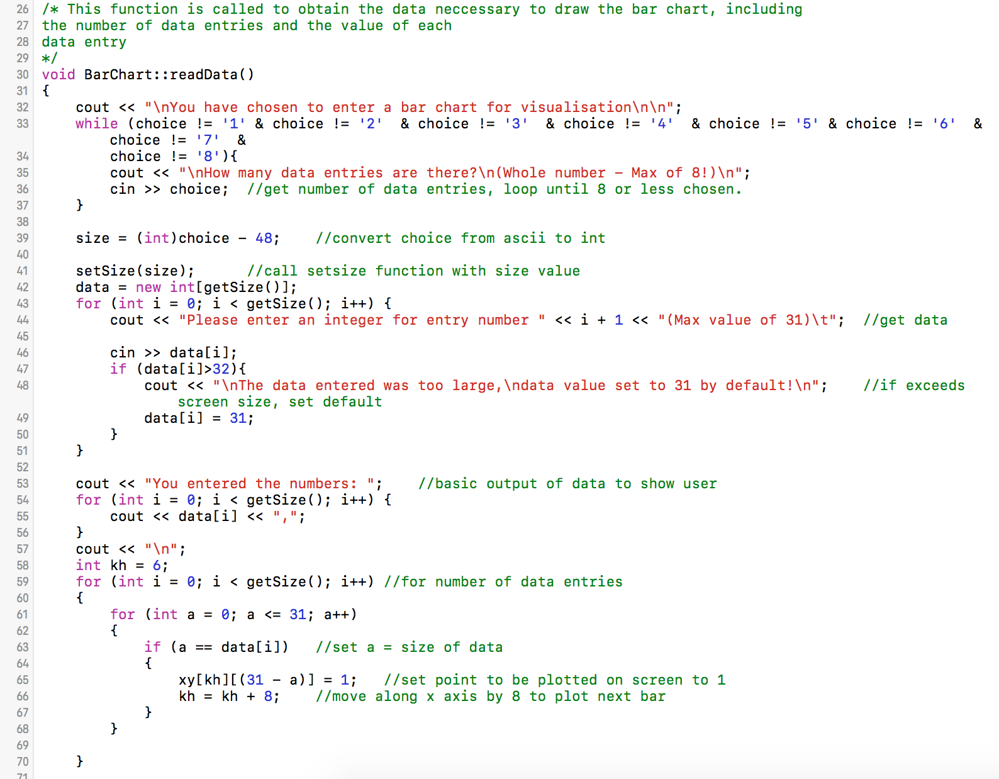 26 /* This function is called to obtain the data neccessary to draw the bar chart, including
27 the number of data entries and the value of each
28 data entry
29 */
30 void BarChart::readData()
31 {
32     cout << "\nYou have chosen to enter a bar chart for visualisation\n\n";
33     while (choice != '1' & choice != '2'  & choice != '3'  & choice != '4'  & choice != '5' & choice != '6'  &
        choice != '7'  &
34         choice != '8'){
35         cout << "\nHow many data entries are there?\n(Whole number – Max of 8!)\n";
36         cin >> choice;  //get number of data entries, loop until 8 or less chosen.
37     }
38
39     size = (int)choice – 48;    //convert choice from ascii to int
40
41     setSize(size);      //call setsize function with size value
42     data = new int[getSize()];
43     for (int i = 0; i < getSize(); i++) {
44         cout << "Please enter an integer for entry number " << i + 1 << "(Max value of 31)\t";  //get data
45
46         cin >> data[i];
47         if (data[i]>32){
48             cout << "\nThe data entered was too large,\ndata value set to 31 by default!\n";    //if exceeds
                screen size, set default
49             data[i] = 31;
50         }
51     }
52
53     cout << "You entered the numbers: ";    //basic output of data to show user
54     for (int i = 0; i < getSize(); i++) {
55         cout << data[i] << ",";
56     }
57     cout << "\n";
58     int kh = 6;
59     for (int i = 0; i < getSize(); i++) //for number of data entries
60     {
61         for (int a = 0; a <= 31; a++)
62         {
63             if (a == data[i])   //set a = size of data
64             {
65                 xy[kh][(31 – a)] = 1;   //set point to be plotted on screen to 1
66                 kh = kh + 8;    //move along x axis by 8 to plot next bar
67             }
68         }
69
70     }
71